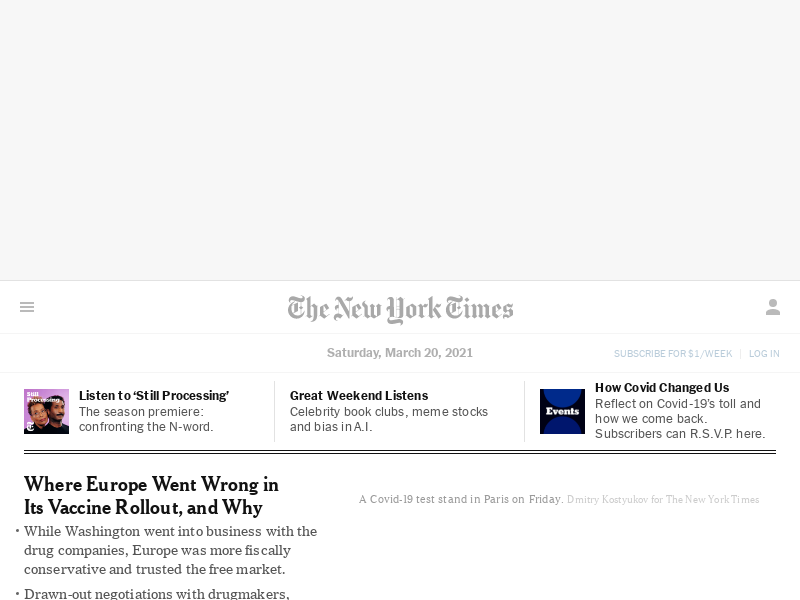 The New York Times
Saturday, March 20, 2021
SUBSCRIBE FOR $1/WEEK
LOG IN
Still
Processing
Listen to ‘Still Processing’
The season premiere:
confronting the N-word.
Great Weekend Listens
Celebrity book clubs, meme stocks
and bias in A.I.
Events
How Covid Changed Us
Reflect on Covid-19’s toll and
how we come back.
Subscribers can R.S.V.P. here.
Where Europe Went Wrong in
Its Vaccine Rollout, and Why
• While Washington went into business with the
drug companies, Europe was more fiscally
conservative and trusted the free market.
• Drawn-out negotiations with drugmakers,
A Covid-19 test stand in Paris on Friday. Dmitry Kostyukov for The New York Times